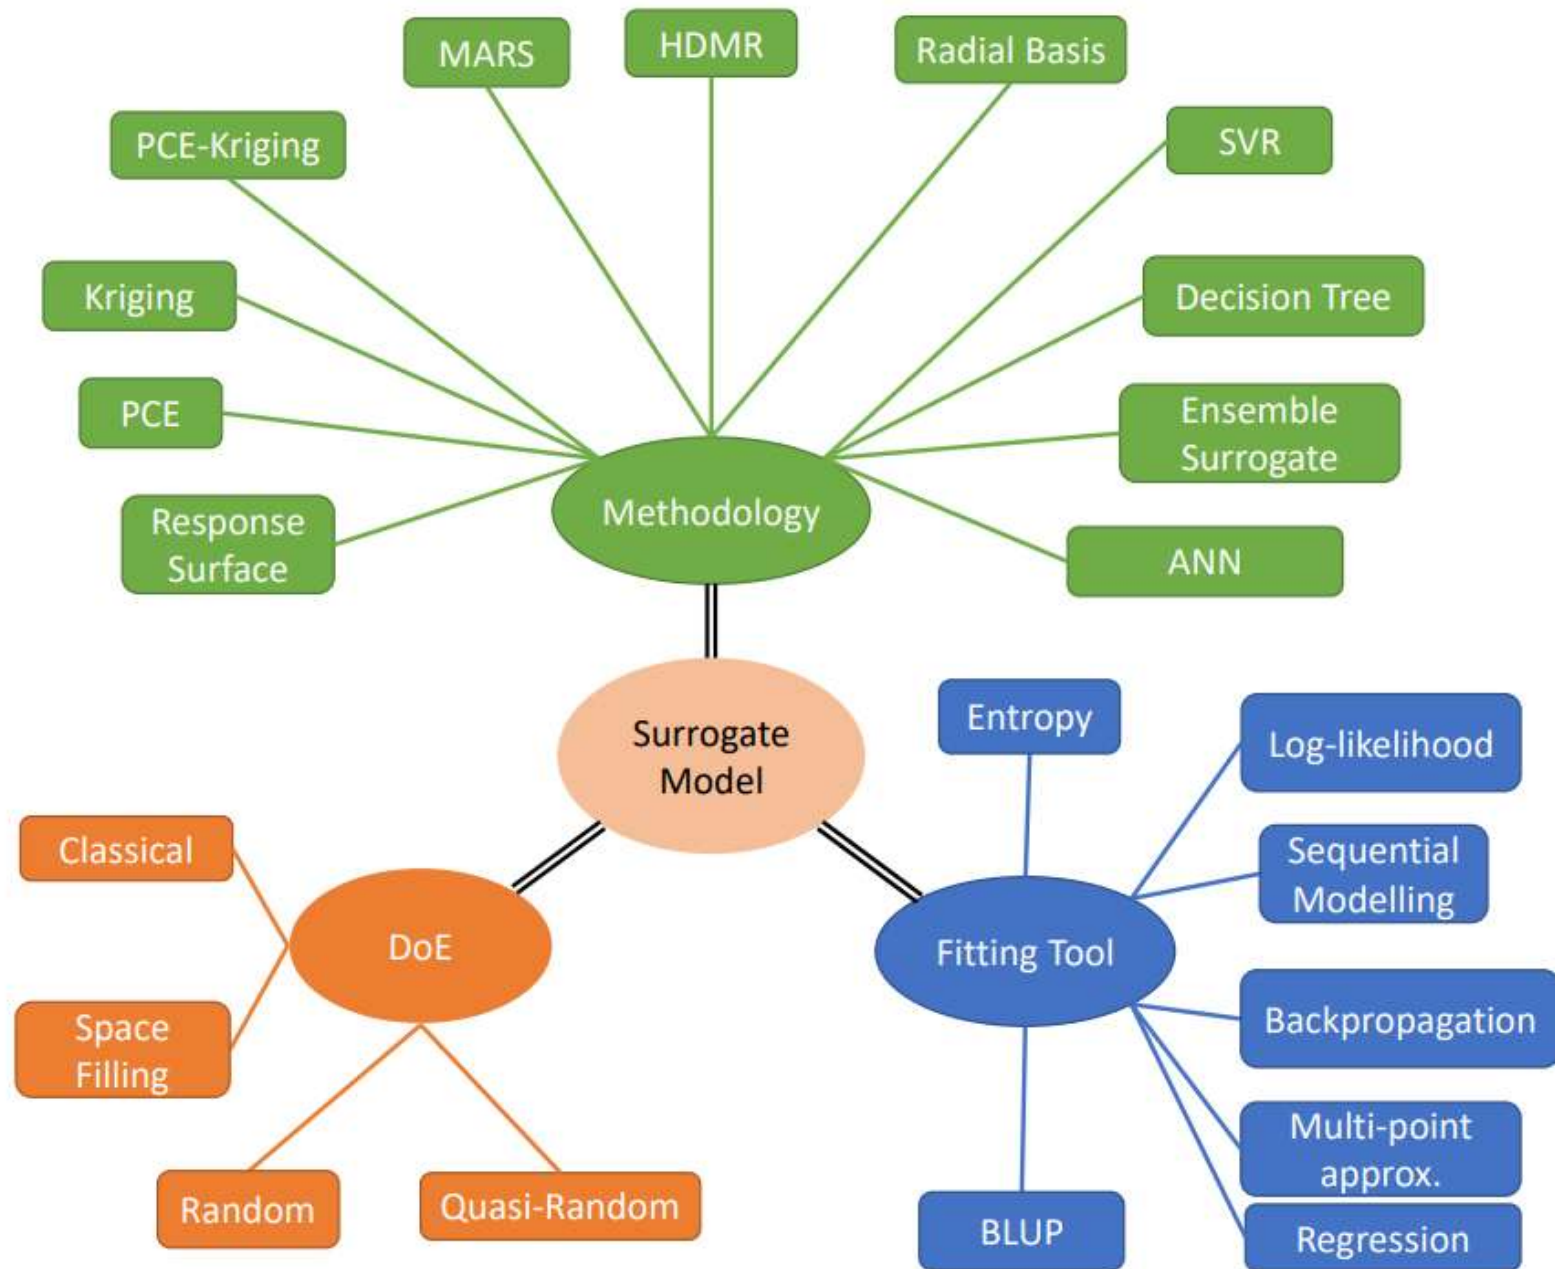 MARS
HDMR
Radial Basis
PCE-Kriging
SVR
Kriging
Decision Tree
PCE
Ensemble
Surrogate
Response
Surface
Methodology
ANN
Surrogate
Model
Entropy
Log-likelihood
Classical
Sequential
Modelling
DoE
Fitting Tool
Space
Filling
Backpropagation
Multi-point
approx.
Random
Quasi-Random
BLUP
Regression